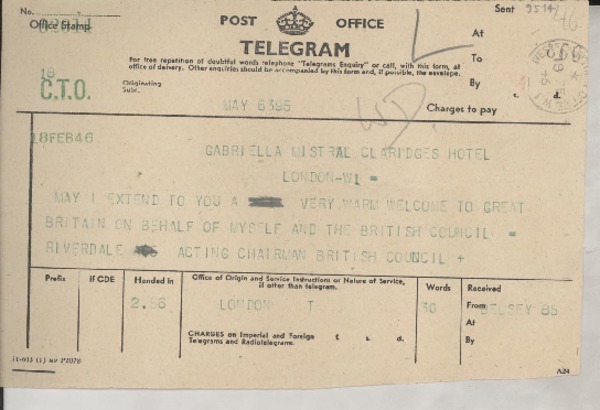 No.
Office Stamp
POST OFFICE
TELEGRAM
For free repetition of doubtful words telephone "Telegrams Enquiry" or call, with this form, at
office of delivery. Other enquiries should be accompanied by this form and, if possible, the envelope.
Sent
At
To
By
18
C.T.O.
Originating
Subc.
MAY 6395
Charges to pay
s. d.
18FEB46
GABRIELLA MISTRAL CLARIDGES HOTEL
LONDON-W1 =
MAY I EXTEND TO YOU A VERY WARM WELCOME TO GREAT
BRITAIN ON BEHALF OF MYSELF AND THE BRITISH COUNCIL =
RIVERDALE ACTING CHAIRMAN BRITISH COUNCIL +
Prefix
If CDE
Handed in
Office of Origin and Service Instructions or Nature of Service,
if other than telegram.
Words
Received
2.56
LONDON T
30
From BELSEY 85
At
By
CHARGES on Imperial and Foreign
Telegrams and Radiotelegrams.
£ s. d.
A24